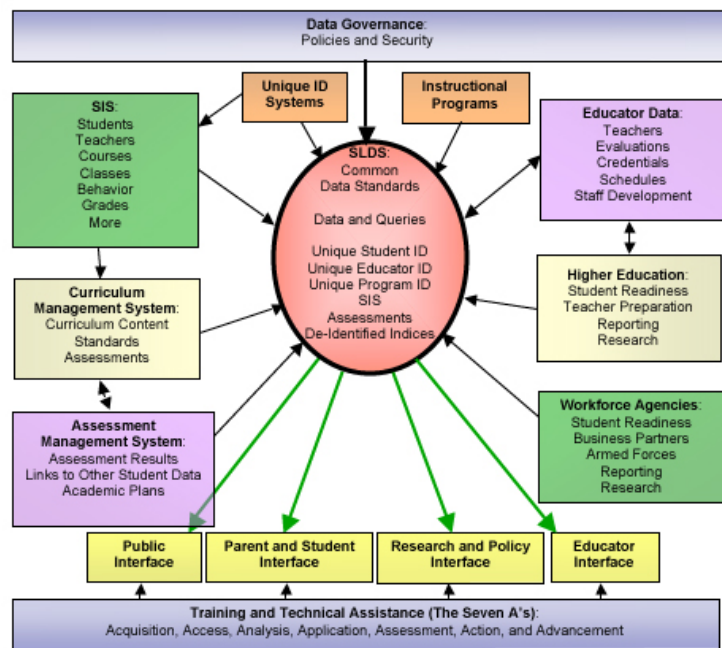 Data Governance:
Policies and Security
Unique ID
Systems
Instructional
Programs
SIS:
Students
Teachers
Courses
Classes
Behavior
Grades
More
Educator Data:
Teachers
Evaluations
Credentials
Schedules
Staff Development
SLDS:
Common
Data Standards
Data and Queries
Unique Student ID
Unique Educator ID
Unique Program ID
SIS
Assessments
De-Identified Indices
Curriculum
Management System:
Curriculum Content
Standards
Assessments
Higher Education:
Student Readiness
Teacher Preparation
Reporting
Research
Assessment
Management System:
Assessment Results
Links to Other Student Data
Academic Plans
Workforce Agencies:
Student Readiness
Business Partners
Armed Forces
Reporting
Research
Public
Interface
Parent and Student
Interface
Research and Policy
Interface
Educator
Interface
Training and Technical Assistance (The Seven A's):
Acquisition, Access, Analysis, Application, Assessment, Action, and Advancement